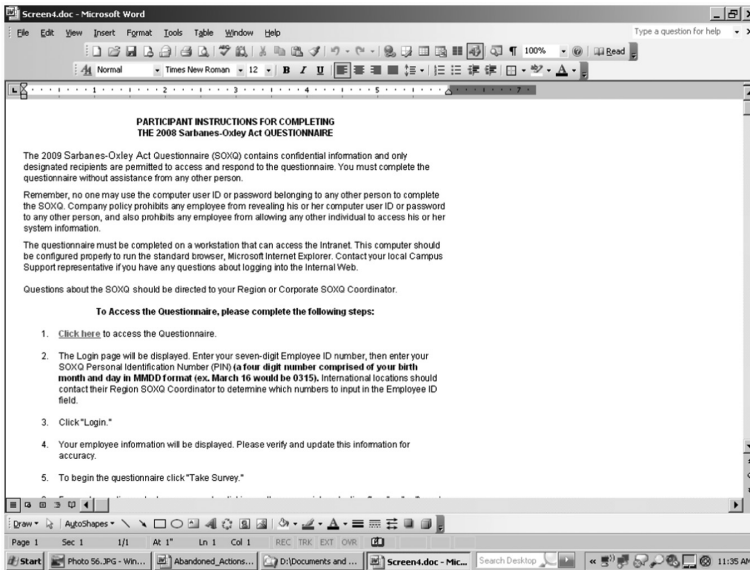 Screen4.doc - Microsoft Word
File Edit View Insert Format Tools Table Window Help
Type a question for help
100%
Read
Normal
Times New Roman
12
B I U
1 2 3 4 5 7
PARTICIPANT INSTRUCTIONS FOR COMPLETING
THE 2008 Sarbanes-Oxley Act QUESTIONNAIRE
The 2009 Sarbanes-Oxley Act Questionnaire (SOXQ) contains confidential information and only
designated recipients are permitted to access and respond to the questionnaire. You must complete the
questionnaire without assistance from any other person.
Remember, no one may use the computer user ID or password belonging to any other person to complete
the SOXQ. Company policy prohibits any employee from revealing his or her computer user ID or password
to any other person, and also prohibits any employee from allowing any other individual to access his or her
system information.
The questionnaire must be completed on a workstation that can access the Intranet. This computer should
be configured properly to run the standard browser, Microsoft Internet Explorer. Contact your local Campus
Support representative if you have any questions about logging into the Internal Web.
Questions about the SOXQ should be directed to your Region or Corporate SOXQ Coordinator.
To Access the Questionnaire, please complete the following steps:
1. Click here to access the Questionnaire.
2. The Login page will be displayed. Enter your seven-digit Employee ID number, then enter your
SOXQ Personal Identification Number (PIN) (a four digit number comprised of your birth
month and day in MMDD format (ex. March 16 would be 0315). International locations should
contact their Region SOXQ Coordinator to determine which numbers to input in the Employee ID
field.
3. Click "Login."
4. Your employee information will be displayed. Please verify and update this information for
accuracy.
5. To begin the questionnaire click "Take Survey."
Draw AutoShapes
Page 1 Sec 1 1/1 At 1" Ln 1 Col 1 REC TRK EXT OVR
Start Photo 56.JPG - Win... Abandoned_Actions... D:\Documents and ... Screen4.doc - Mic... Search Desktop 11:35 AM